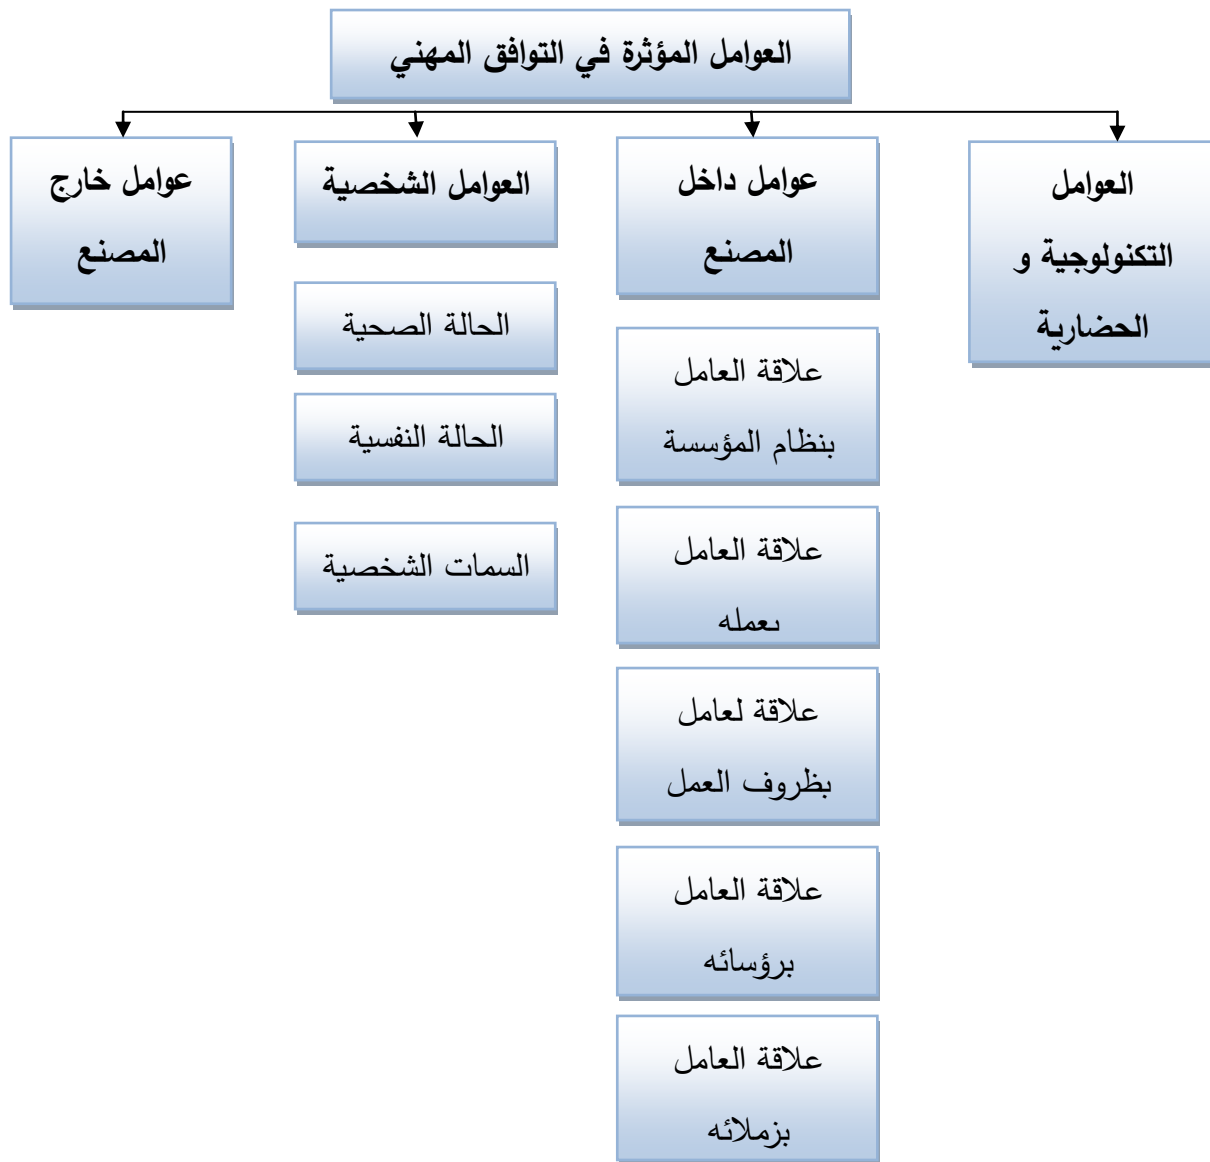 العوامل المؤثرة في التوافق المهني
العوامل
التكنولوجية و
الحضارية
عوامل داخل
المصنع
علاقة العامل
بنظام المؤسسة
علاقة العامل
بعمله
علاقة لعامل
بظروف العمل
علاقة العامل
برؤسائه
علاقة العامل
بزملائه
العوامل الشخصية
الحالة الصحية
الحالة النفسية
السمات الشخصية
عوامل خارج
المصنع